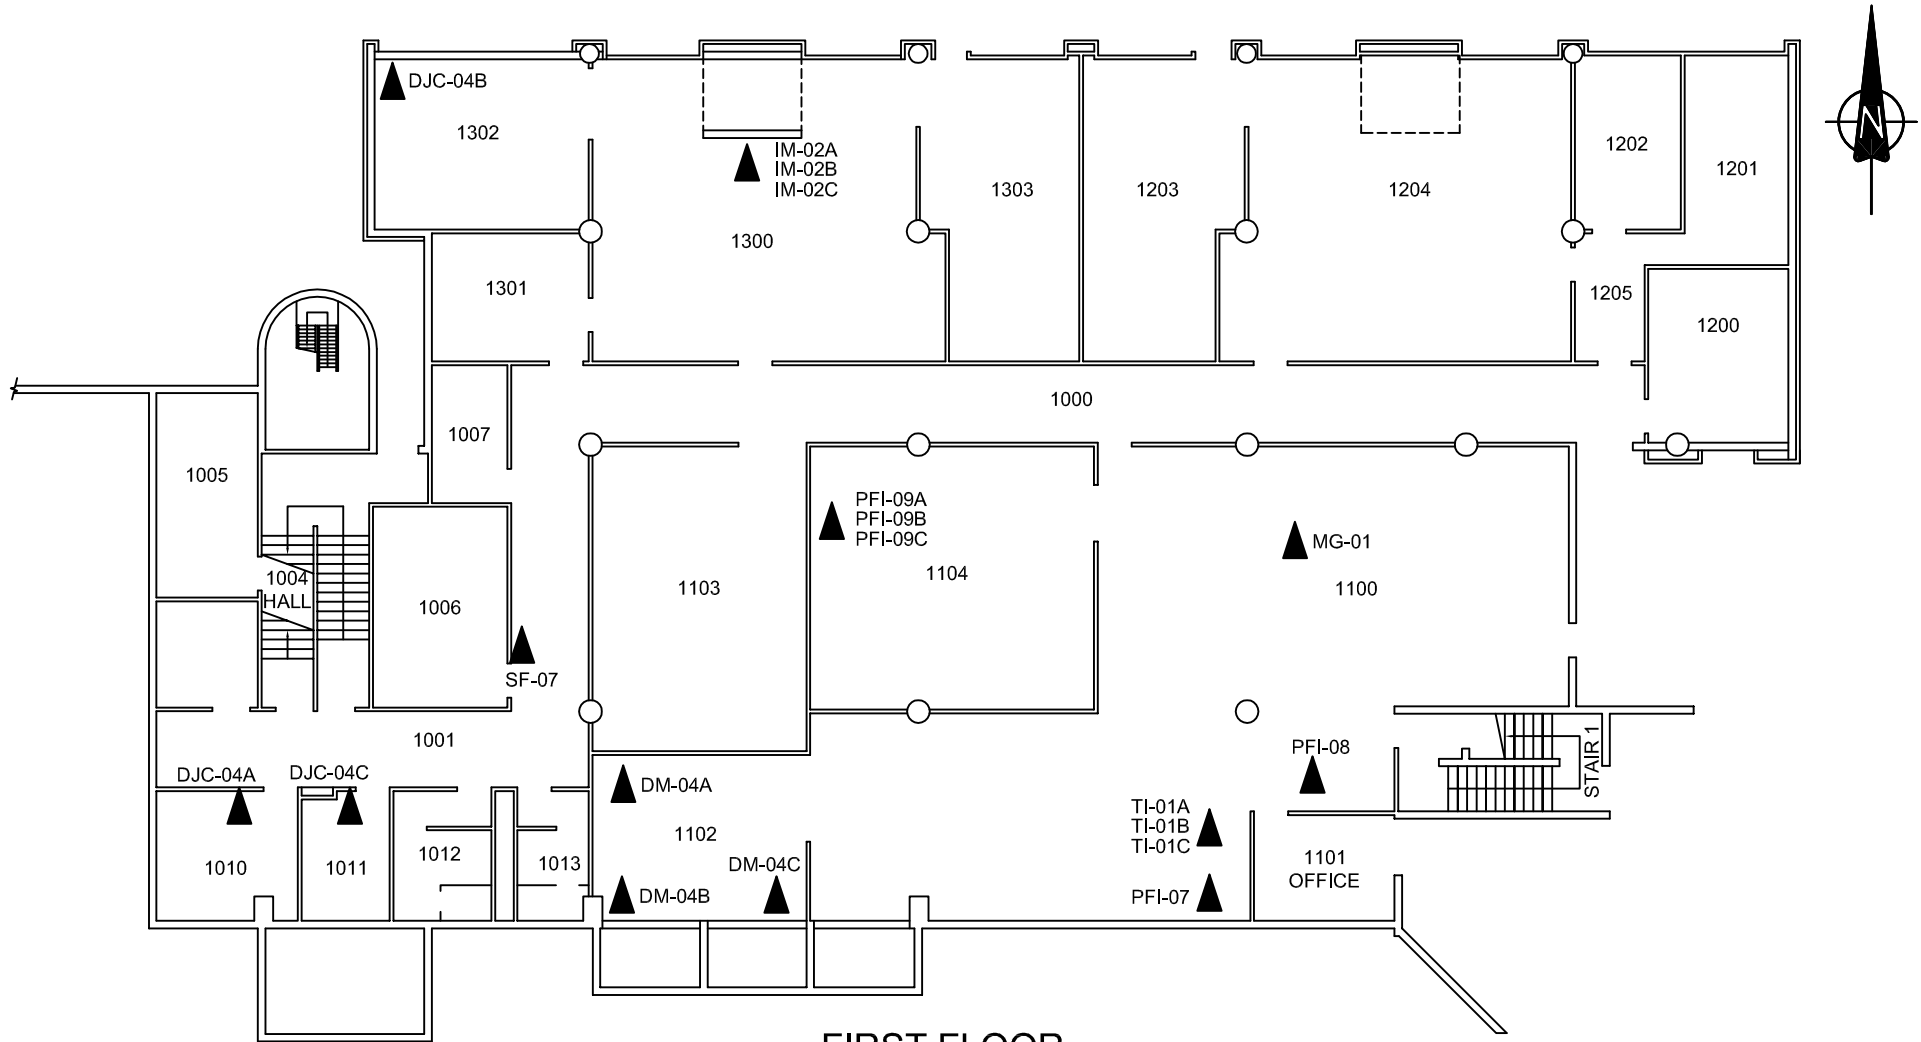 DJC-04B
1302
IM-02A
IM-02B
IM-02C
1303
1203
1204
1202
1201
N
1300
1301
1205
1200
1000
1007
1005
PFI-09A
PFI-09B
PFI-09C
MG-01
1104
1103
1100
1004
HALL
1006
SF-07
1001
DJC-04A
DJC-04C
DM-04A
PFI-08
STAIR 1
TI-01A
TI-01B
TI-01C
1102
1010
1011
1012
1013
DM-04C
DM-04B
1101
OFFICE
PFI-07
FIRST FLOOR